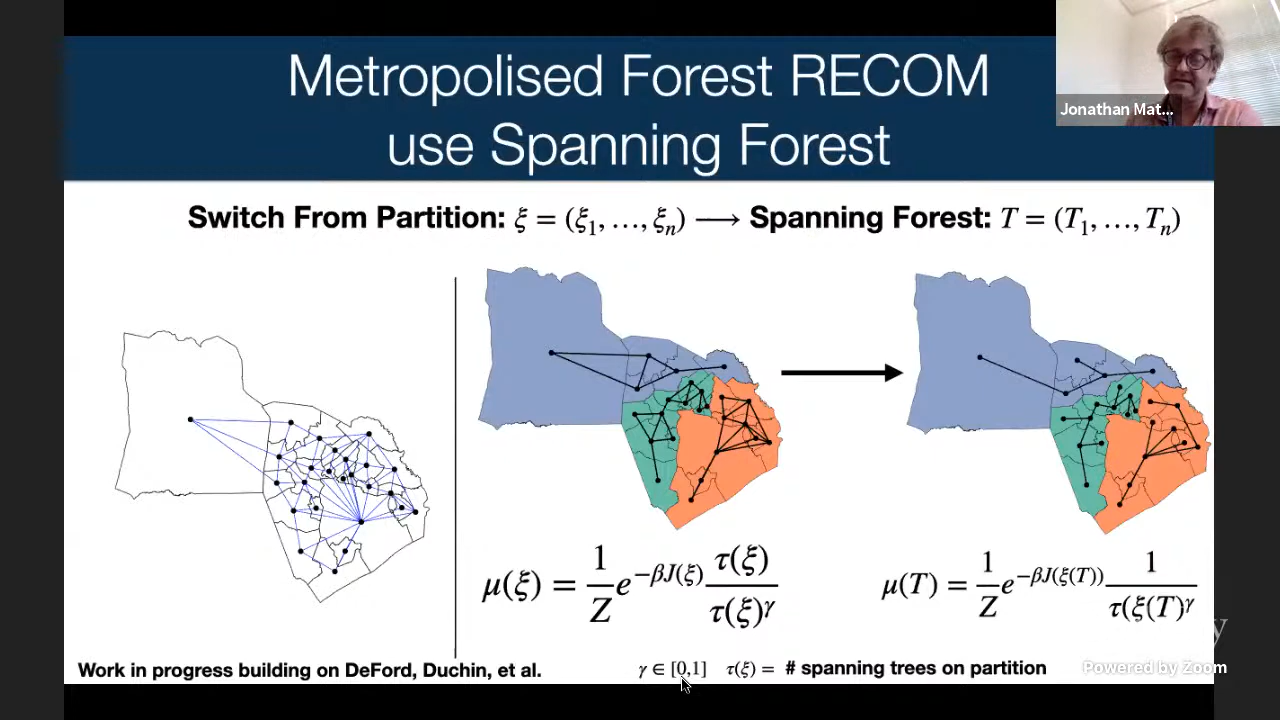 Metropolised Forest RECOM
use Spanning Forest
Jonathan Mat...
Switch From Partition: ξ = (ξ₁, …, ξₙ) ⟶ Spanning Forest: T = (T₁, …, Tₙ)
μ(ξ) = 1/Z e^{−βJ(ξ)} τ(ξ)/τ(ξ)^γ
μ(T) = 1/Z e^{−βJ(ξ(T))} 1/τ(ξ(T)^γ
y
Work in progress building on DeFord, Duchin, et al.
γ ∈ [0,1] τ(ξ) = # spanning trees on partition
Powered by Zoom